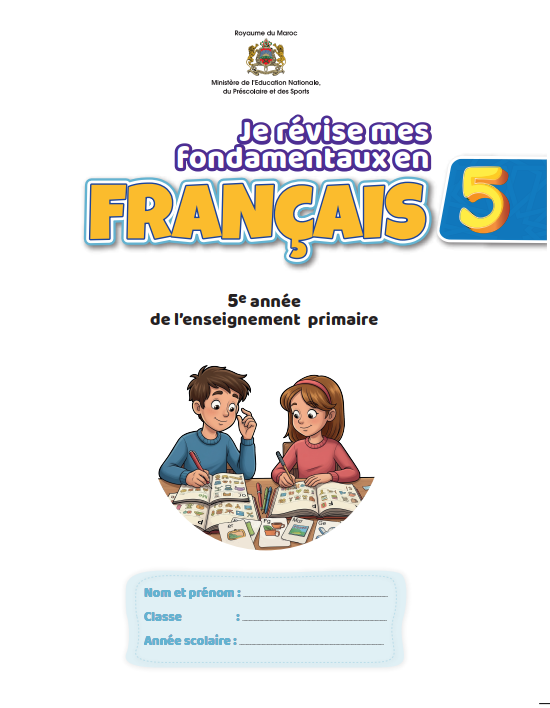 Royaume du Maroc
Ministère de l'Education Nationale,
du Préscolaire et des Sports
Je révise mes
fondamentaux en
FRANÇAIS 5
5e année
de l'enseignement primaire
Nom et prénom :
Classe :
Année scolaire :